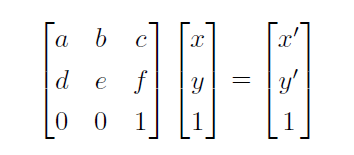 a b c x x′
d e f y = y′
0 0 1 1 1